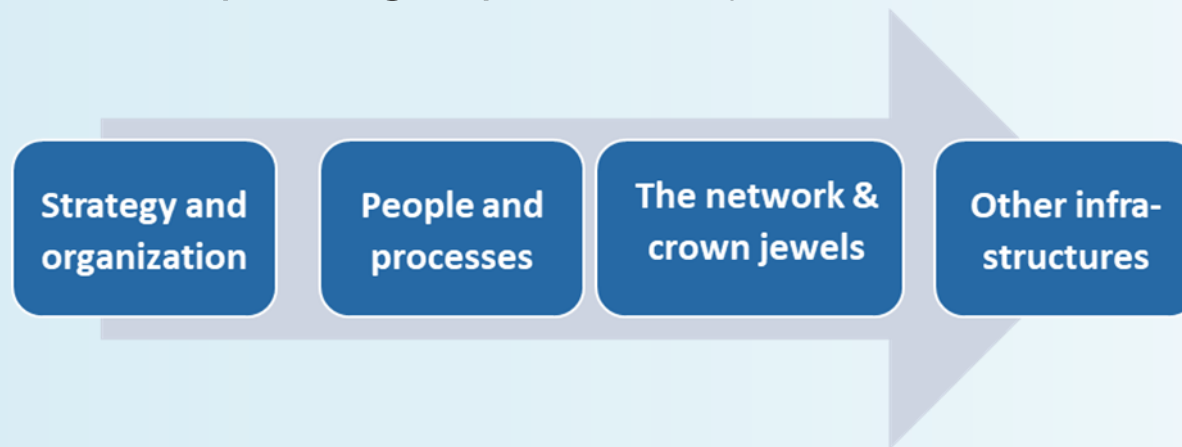 Strategy and
organization
People and
processes
The network &
crown jewels
Other infra-
structures